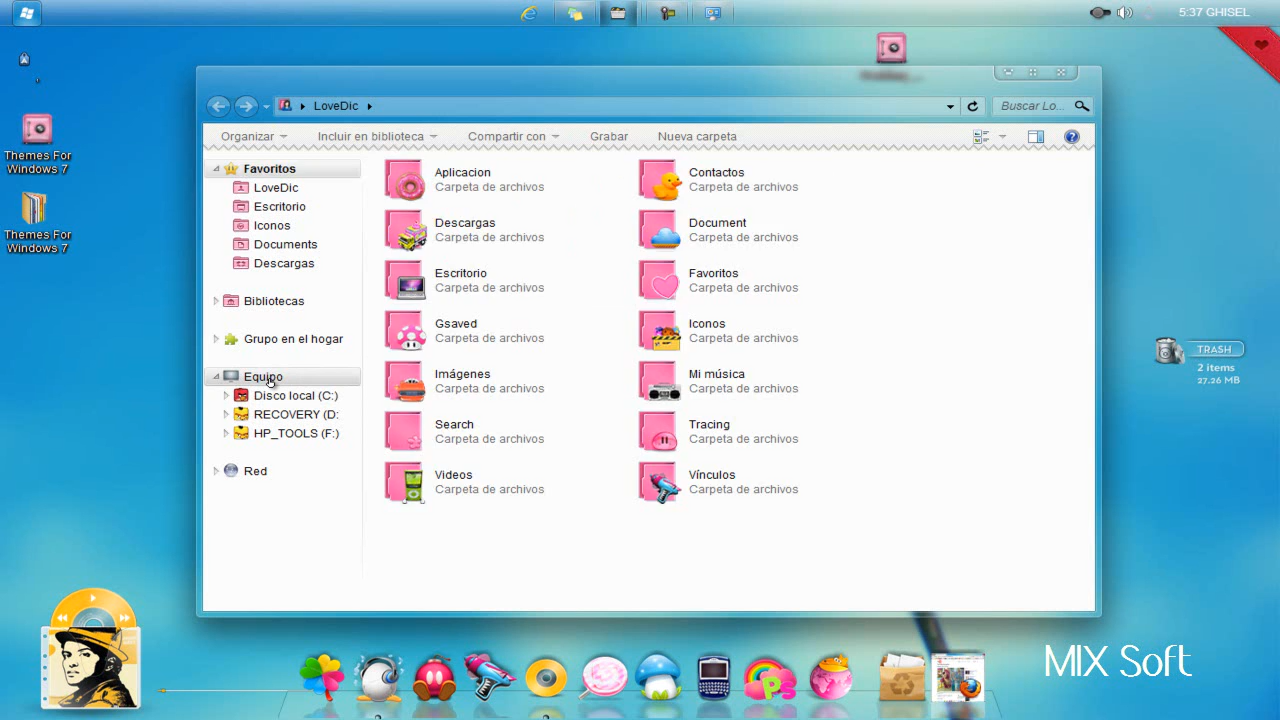 5:37 GHISEL
Themes For
Windows 7
Themes For
Windows 7
LoveDic
Buscar Lo...
Organizar
Incluir en biblioteca
Compartir con
Grabar
Nueva carpeta
Favoritos
LoveDic
Escritorio
Iconos
Documents
Descargas
Bibliotecas
Grupo en el hogar
Equipo
Disco local (C:)
RECOVERY (D:
HP_TOOLS (F:)
Red
Aplicacion
Carpeta de archivos
Contactos
Carpeta de archivos
Descargas
Carpeta de archivos
Document
Carpeta de archivos
Escritorio
Carpeta de archivos
Favoritos
Carpeta de archivos
Gsaved
Carpeta de archivos
Iconos
Carpeta de archivos
Imágenes
Carpeta de archivos
Mi música
Carpeta de archivos
Search
Carpeta de archivos
Tracing
Carpeta de archivos
Videos
Carpeta de archivos
Vínculos
Carpeta de archivos
TRASH
2 items
27.26 MB
Ps
MIX Soft